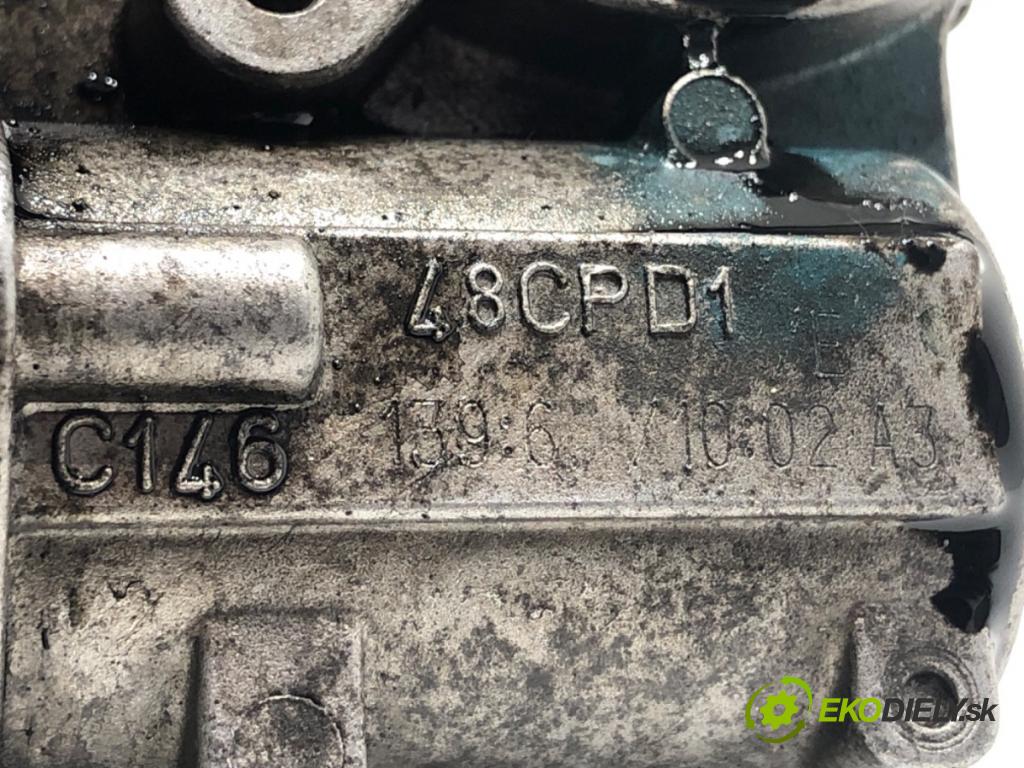 48CPD1
E
C146
139:6 / 10:02 A3
EKODIELY.sk